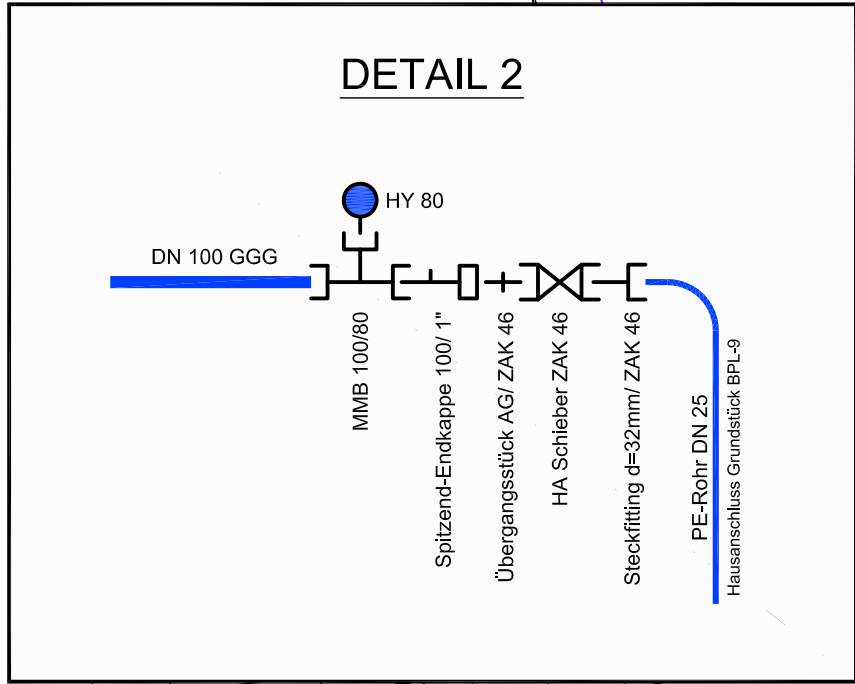 DETAIL 2
HY 80
DN 100 GGG
MMB 100/80
Spitzend-Endkappe 100/ 1"
Übergangsstück AG/ ZAK 46
HA Schieber ZAK 46
Steckfitting d=32mm/ ZAK 46
PE-Rohr DN 25
Hausanschluss Grundstück BPL-9